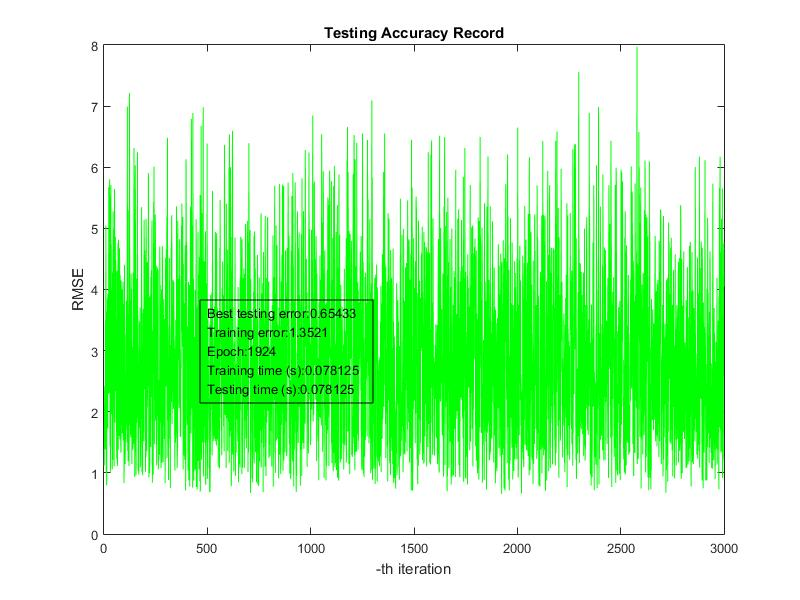 Testing Accuracy Record
8
7
6
5
4
3
2
1
0
RMSE
Best testing error:0.65433
Training error:1.3521
Epoch:1924
Training time (s):0.078125
Testing time (s):0.078125
0 500 1000 1500 2000 2500 3000
-th iteration